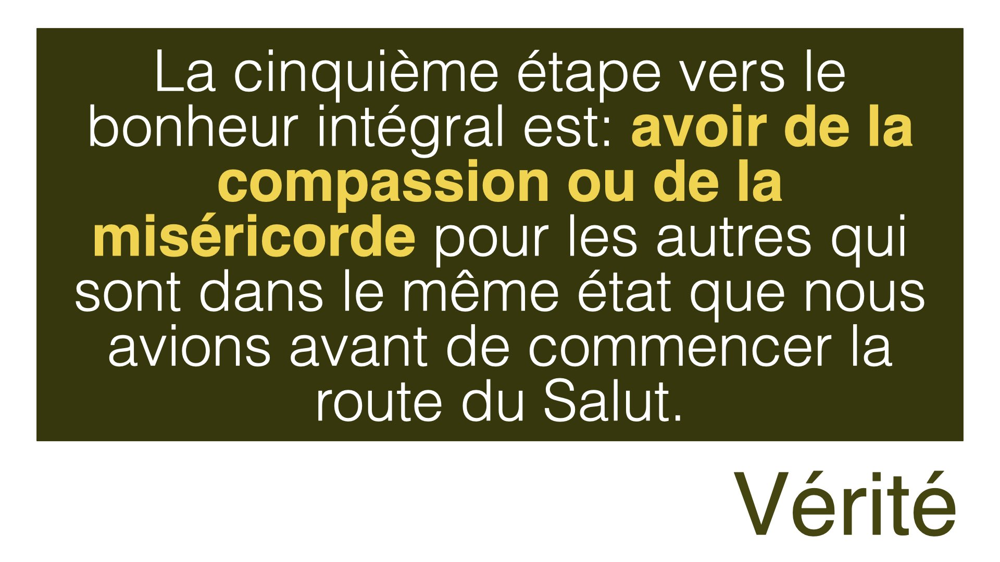 La cinquième étape vers le
bonheur intégral est: avoir de la
compassion ou de la
miséricorde pour les autres qui
sont dans le même état que nous
avions avant de commencer la
route du Salut.
Vérité